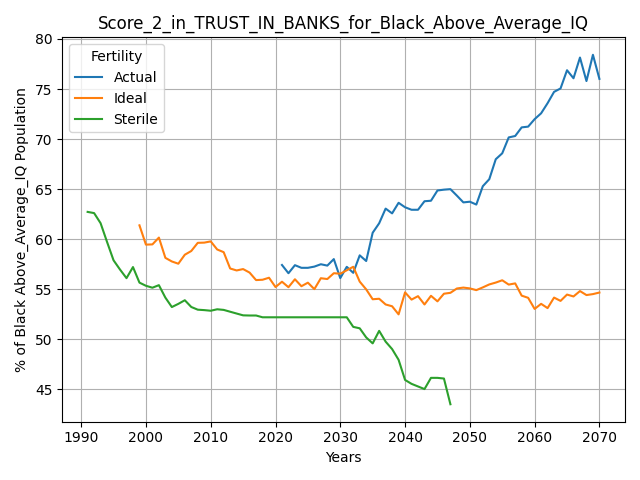 Score_2_in_TRUST_IN_BANKS_for_Black_Above_Average_IQ
% of Black Above_Average_IQ Population
80
75
70
65
60
55
50
45
Fertility
Actual
Ideal
Sterile
1990 2000 2010 2020 2030 2040 2050 2060 2070
Years